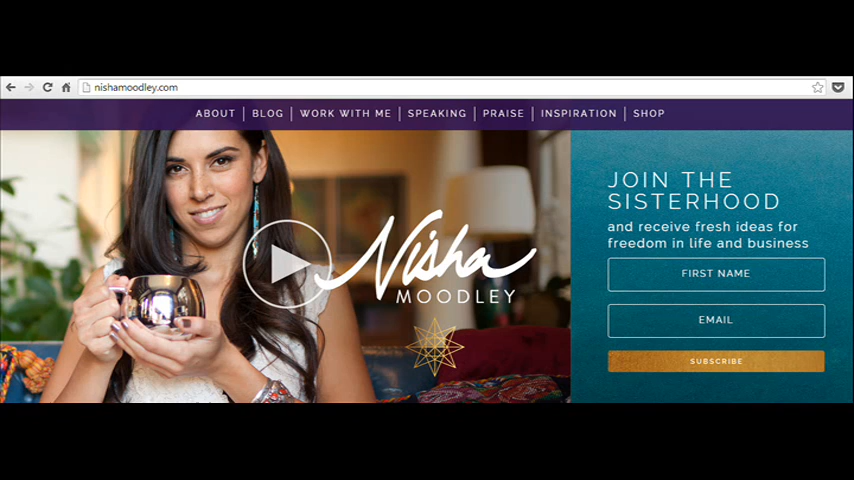 nishamoodley.com
ABOUT | BLOG | WORK WITH ME | SPEAKING | PRAISE | INSPIRATION | SHOP
Nisha
MOODLEY
JOIN THE
SISTERHOOD
and receive fresh ideas for
freedom in life and business
FIRST NAME
EMAIL
SUBSCRIBE